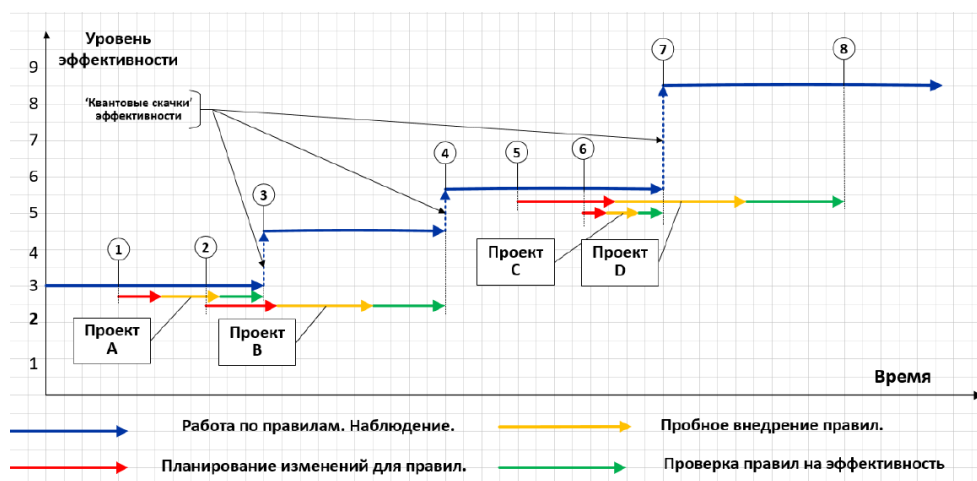 Уровень
эффективности
9
8
7
6
5
4
3
2
1
‘Квантовые скачки’
эффективности
1
2
3
4
5
6
7
8
Проект
A
Проект
B
Проект
C
Проект
D
Время
Работа по правилам. Наблюдение.
Пробное внедрение правил.
Планирование изменений для правил.
Проверка правил на эффективность